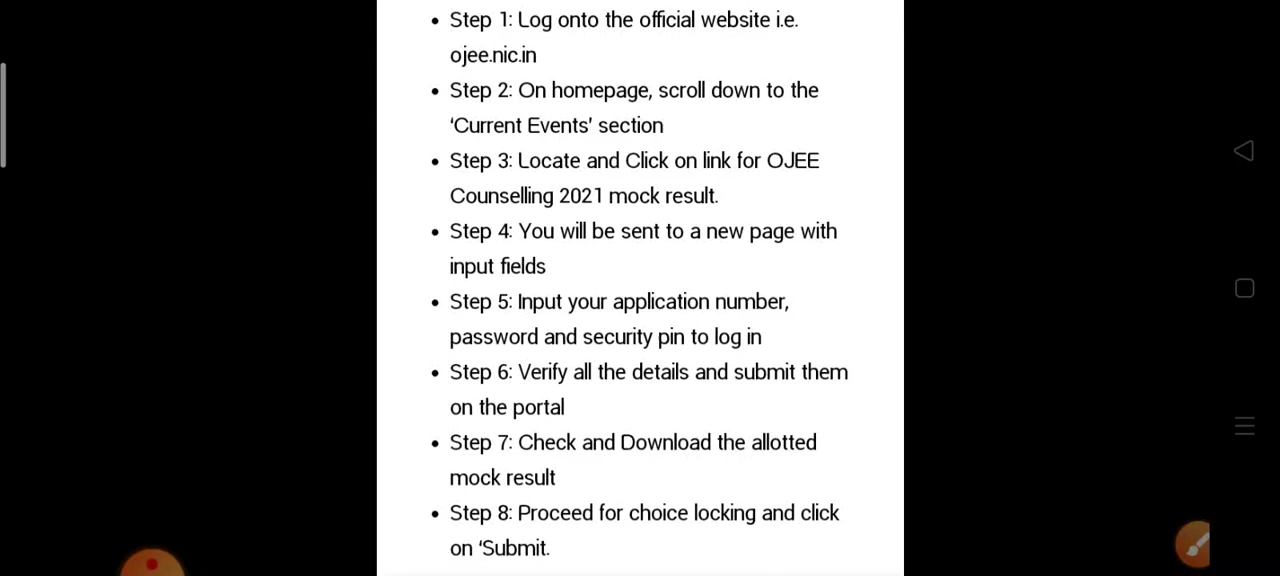 Step 1: Log onto the official website i.e.
ojee.nic.in
Step 2: On homepage, scroll down to the
‘Current Events’ section
Step 3: Locate and Click on link for OJEE
Counselling 2021 mock result.
Step 4: You will be sent to a new page with
input fields
Step 5: Input your application number,
password and security pin to log in
Step 6: Verify all the details and submit them
on the portal
Step 7: Check and Download the allotted
mock result
Step 8: Proceed for choice locking and click
on ‘Submit.